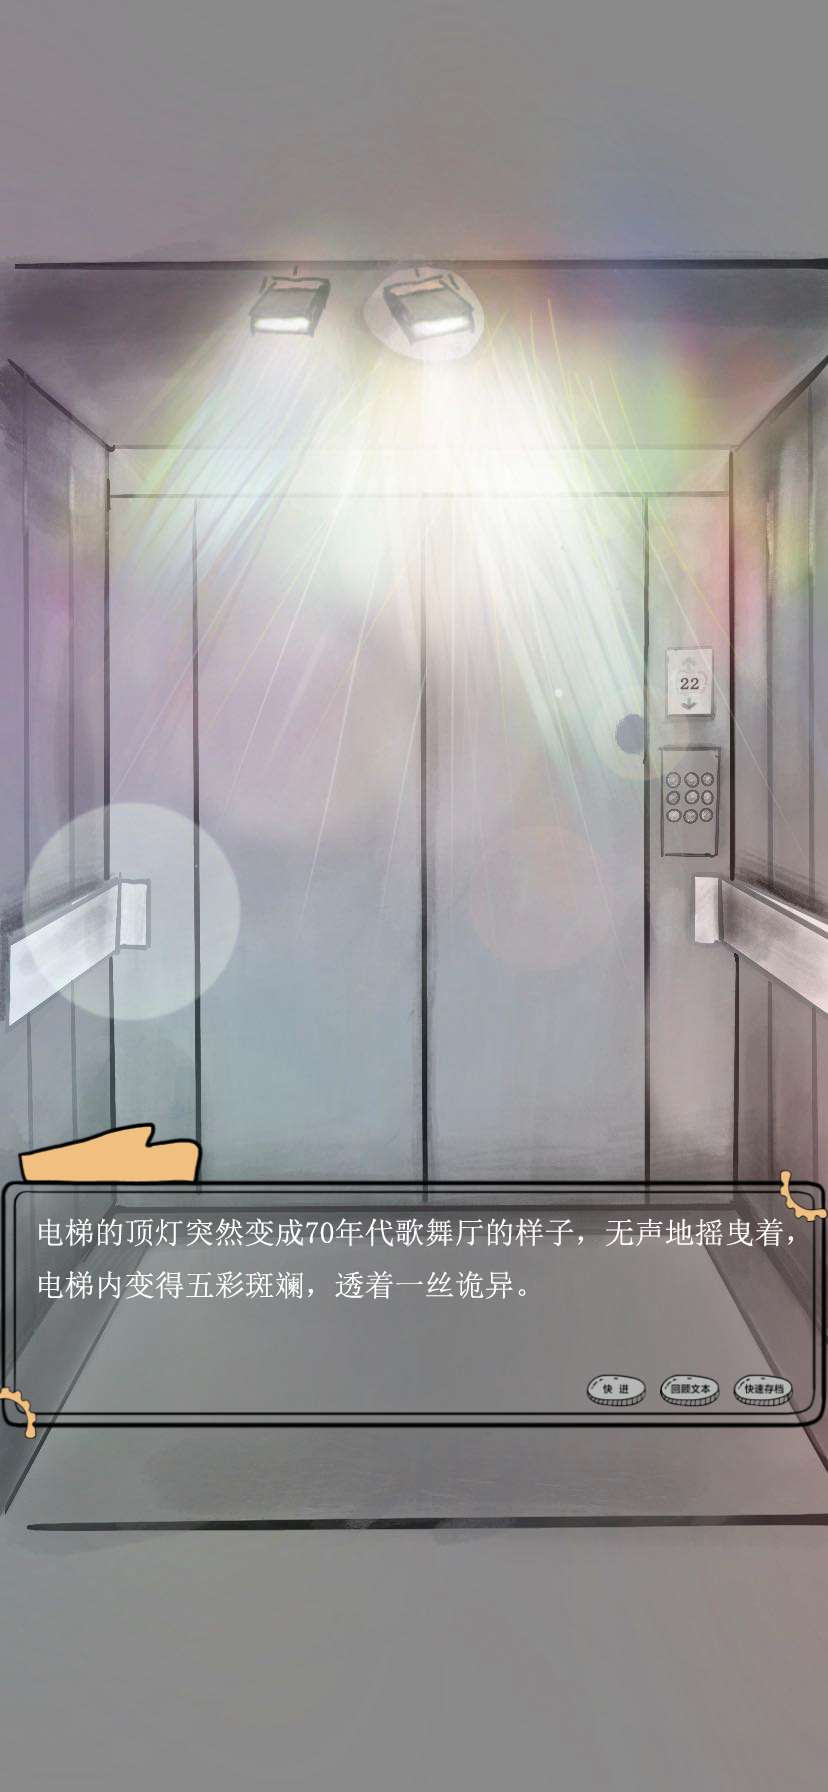 22
电梯的顶灯突然变成70年代歌舞厅的样子，无声地摇曳着，
电梯内变得五彩斑斓，透着一丝诡异。
快 进
回顾文本
快速存档